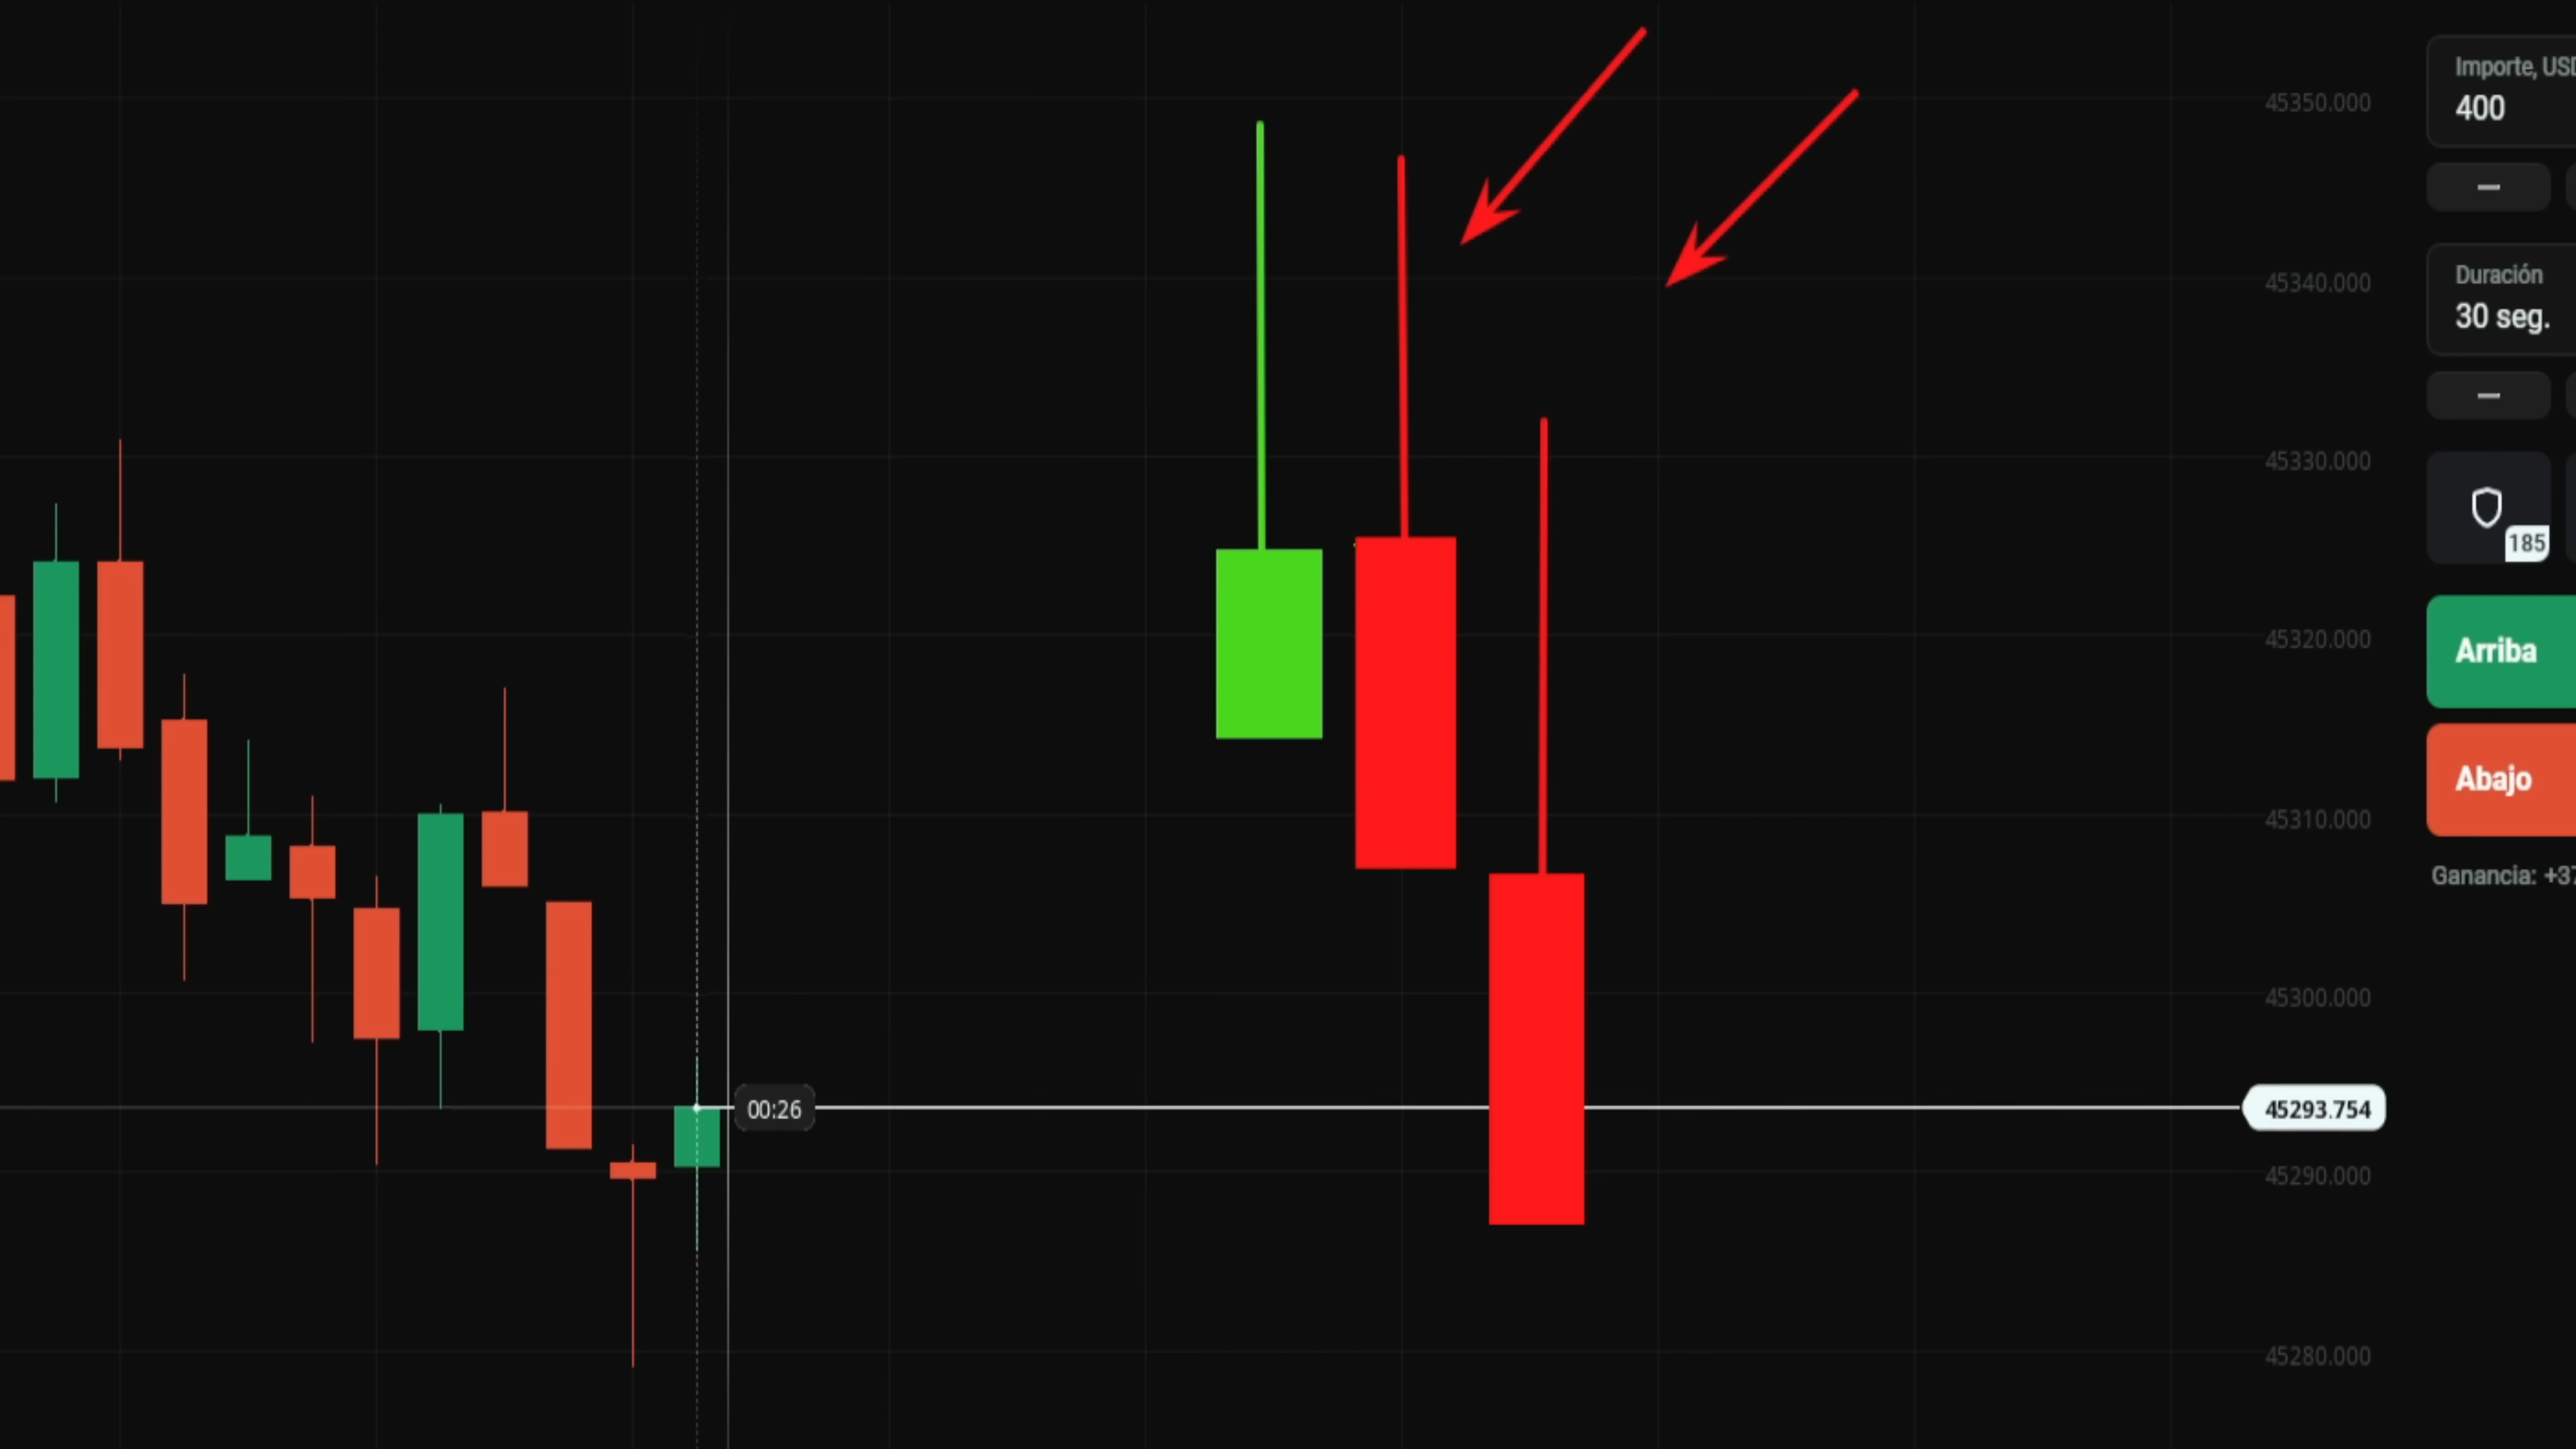 45350.000
45340.000
45330.000
45320.000
45310.000
45300.000
00:26
45293.754
45290.000
45280.000
Importe, USD
400
Duración
30 seg.
185
Arriba
Abajo
Ganancia: +37